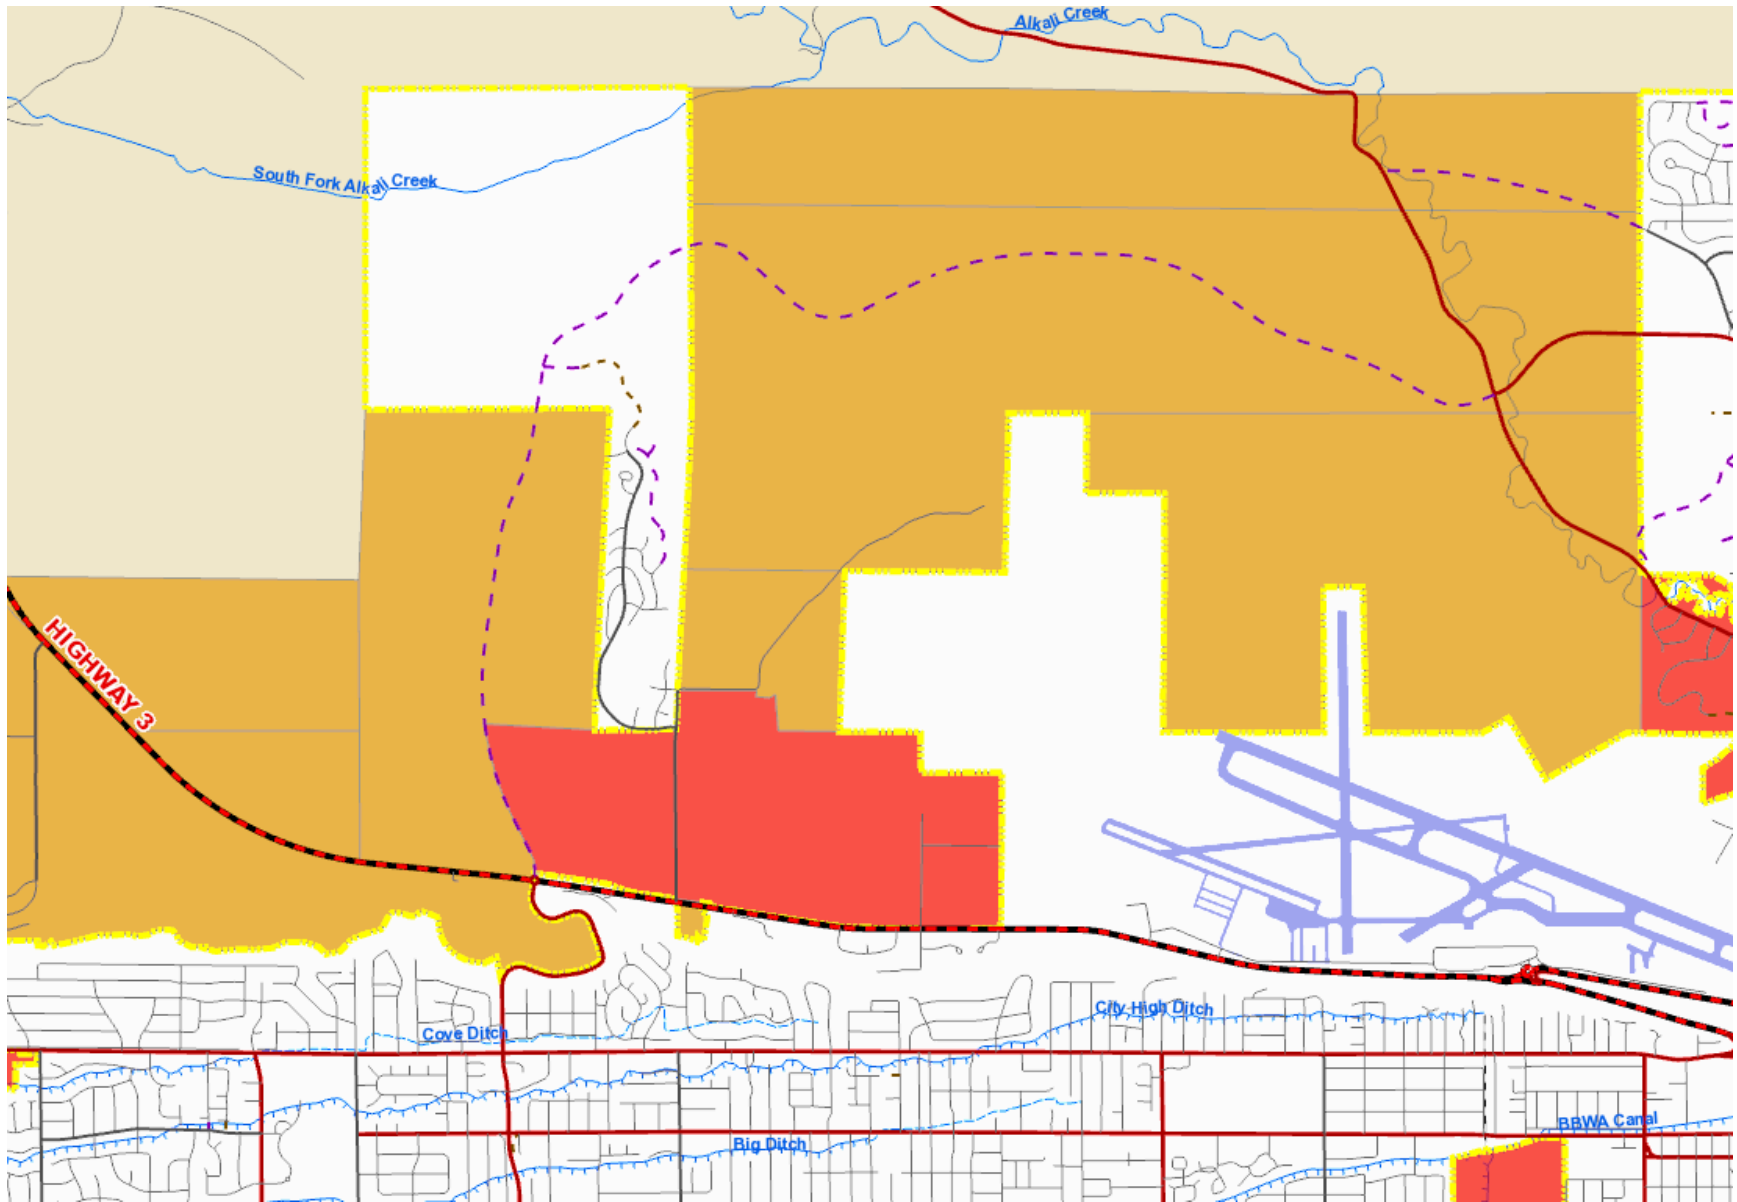 Alkali Creek
South Fork Alkali Creek
HIGHWAY 3
City High Ditch
Cove Ditch
BBWA Canal
Big Ditch